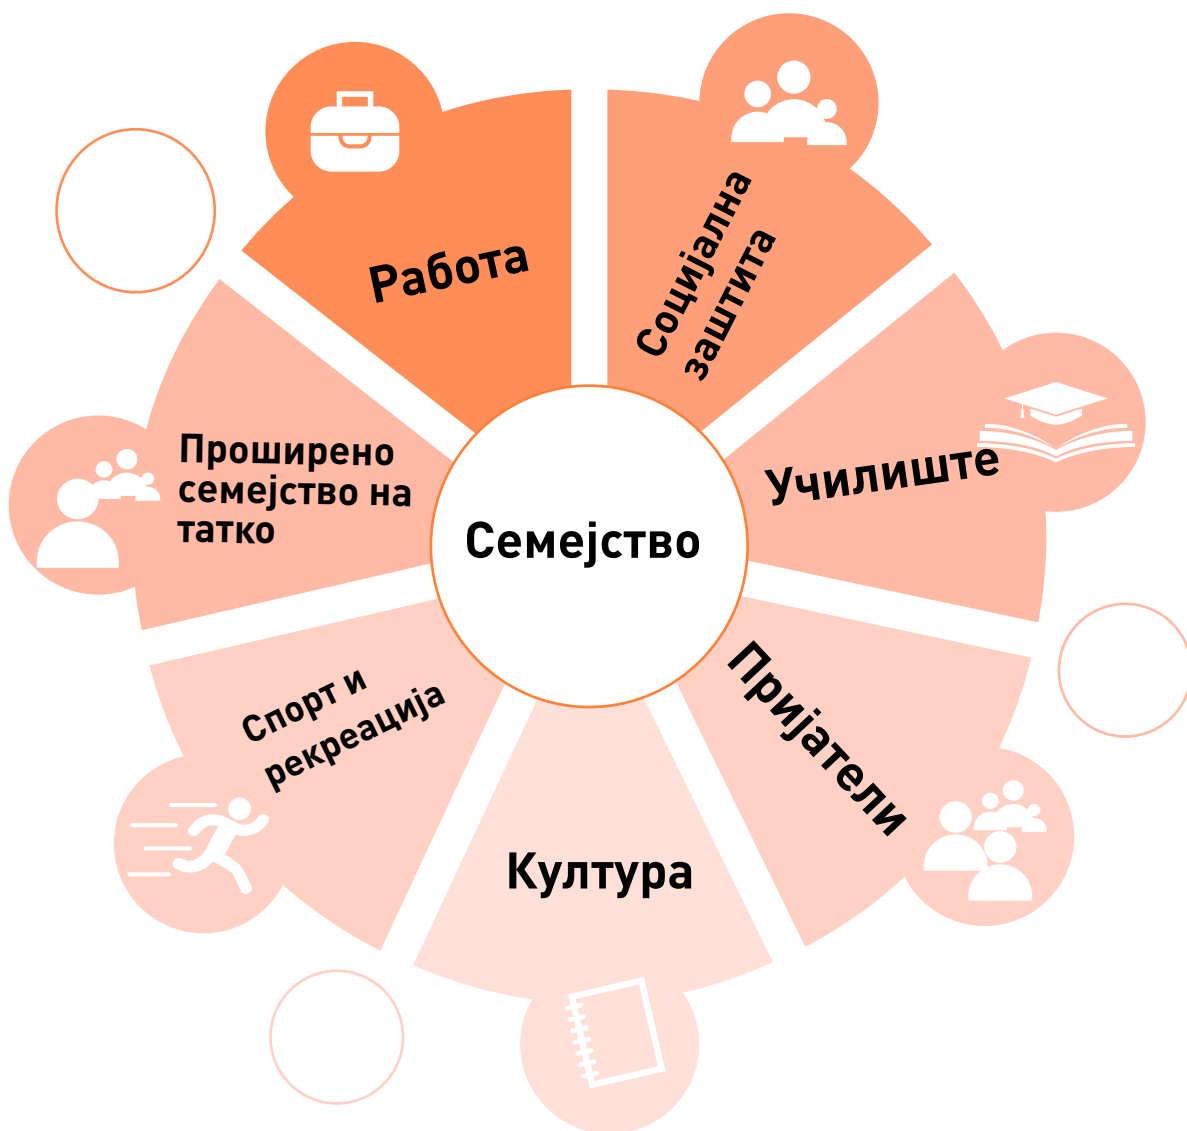 Работа
Социјална
заштита
Училиште
Проширено
семејство на
татко
Семејство
Пријатели
Спорт и
рекреација
Култура